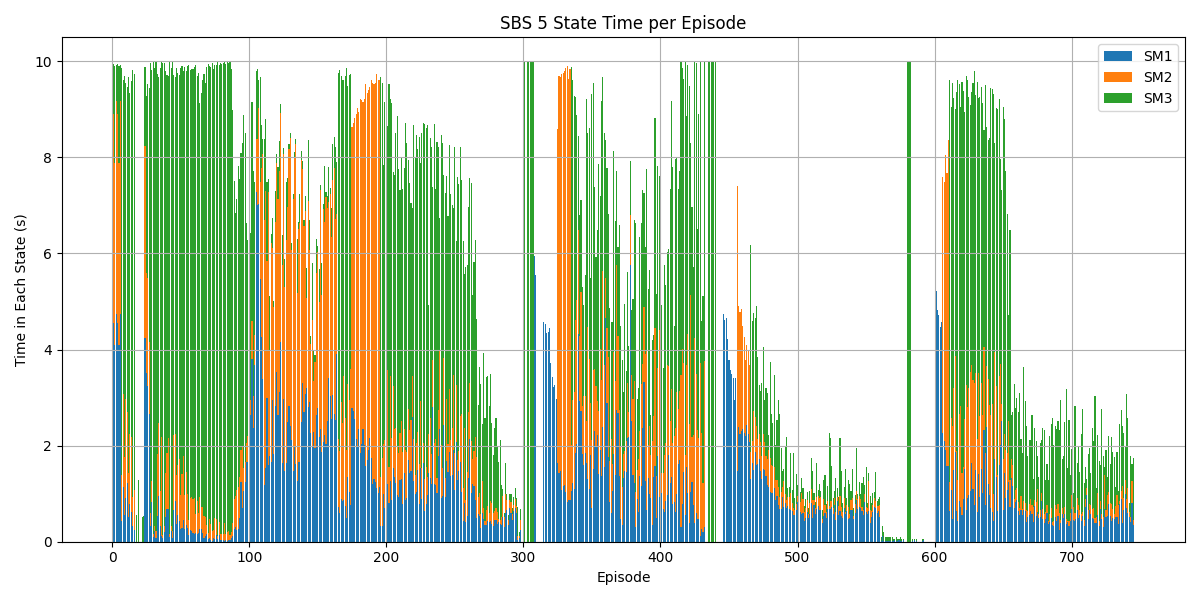 SBS 5 State Time per Episode
SM1
SM2
SM3
Time in Each State (s)
10
8
6
4
2
0
0 100 200 300 400 500 600 700
Episode